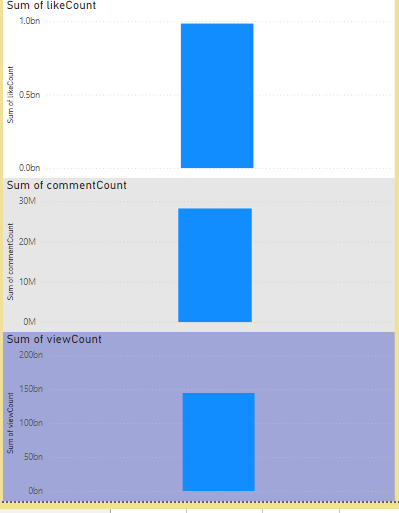 Sum of likeCount
Sum of likeCount
1.0bn
0.5bn
0.0bn
Sum of commentCount
Sum of commentCount
30M
20M
10M
0M
Sum of viewCount
Sum of viewCount
200bn
150bn
100bn
50bn
0bn